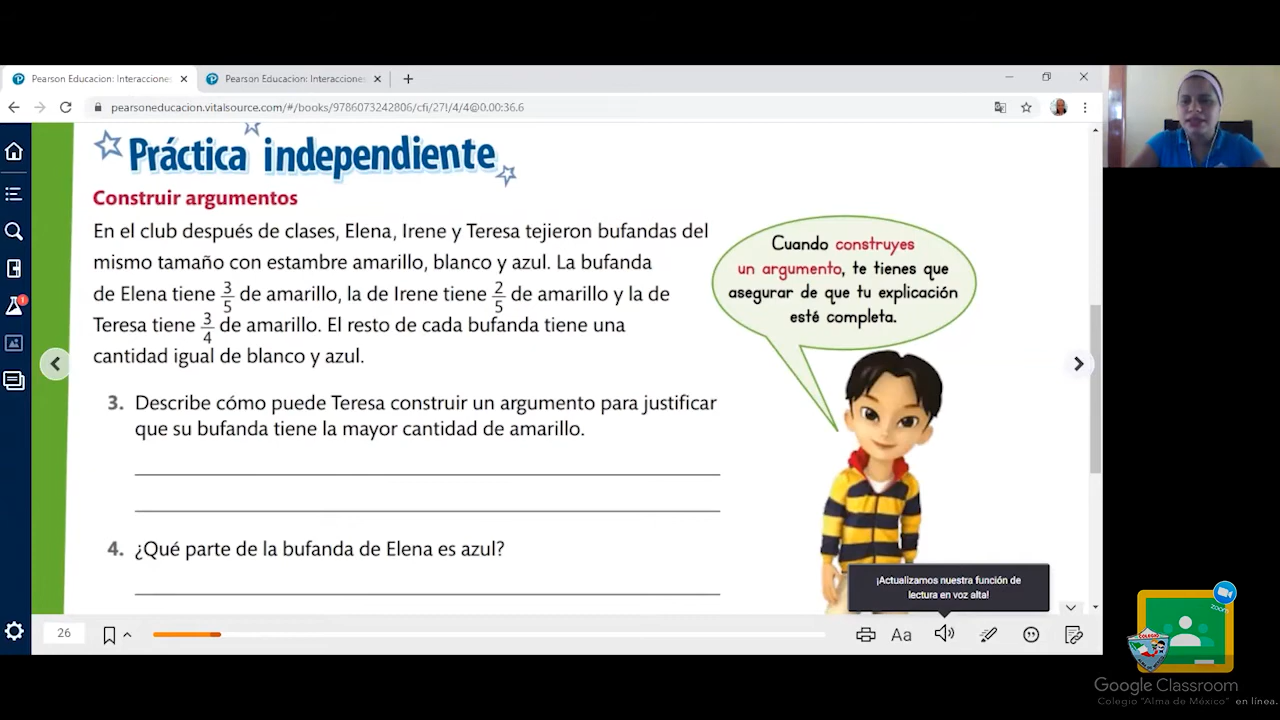 Pearson Educacion: Interacciones
Pearson Educacion: Interacciones
pearsoneducacion.vitalsource.com/#/books/9786073242806/cfi/27!/4/4@0.00:36.6
Práctica independiente
Construir argumentos
En el club después de clases, Elena, Irene y Teresa tejieron bufandas del
mismo tamaño con estambre amarillo, blanco y azul. La bufanda
de Elena tiene 3/5 de amarillo, la de Irene tiene 2/5 de amarillo y la de
Teresa tiene 3/4 de amarillo. El resto de cada bufanda tiene una
cantidad igual de blanco y azul.
Cuando construyes
un argumento, te tienes que
asegurar de que tu explicación
esté completa.
3. Describe cómo puede Teresa construir un argumento para justificar
que su bufanda tiene la mayor cantidad de amarillo.
4. ¿Qué parte de la bufanda de Elena es azul?
¡Actualizamos nuestra función de
lectura en voz alta!
1
26
Aa
zoom
COLEGIO
Google Classroom
Colegio "Alma de México" en línea.